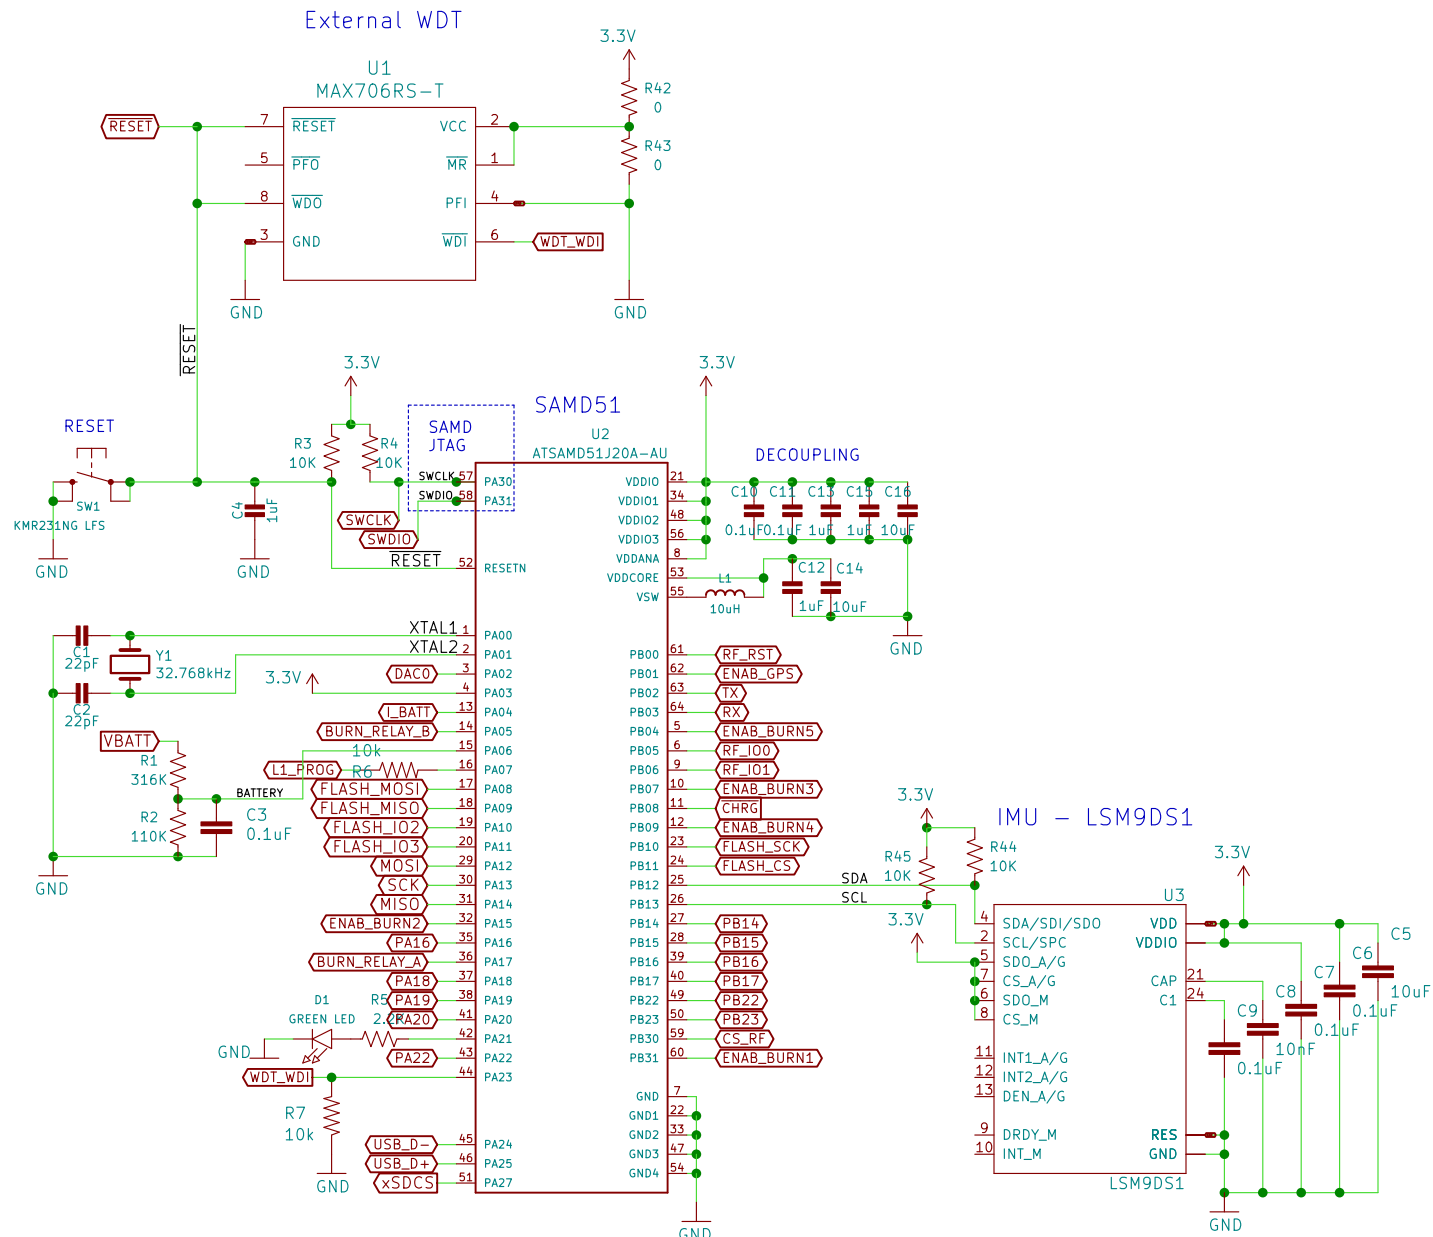 External WDT
3.3V
U1
MAX706RS-T
R42
0
RESET
7
RESET
VCC
2
R43
0
5
PFO
MR
1
8
WDO
PFI
4
3
GND
WDI
6
WDT_WDI
GND
GND
RESET
3.3V
3.3V
RESET
SAMD
JTAG
SAMD51
U2
ATSAMD51J20A-AU
R3
10K
R4
10K
DECOUPLING
SW1
KMR231NG LFS
C4
1uF
GND
GND
SWCLK
SWDIO
SWCLK
SWDIO
RESET
57
PA30
58
PA31
52
RESETN
VDDIO
21
VDDIO1
34
VDDIO2
48
VDDIO3
56
VDDANA
8
VDDCORE
53
VSW
55
C10
C11
C13
C15
C16
0.1uF
0.1uF
1uF
1uF
10uF
L1
10uH
C12
1uF
C14
10uF
GND
XTAL1
XTAL2
C1
22pF
Y1
32.768kHz
C2
22pF
3.3V
1
PA00
2
PA01
DAC0
3
PA02
4
PA03
I_BATT
13
PA04
BURN_RELAY_B
14
PA05
15
PA06
10k
R6
L1_PROG
16
PA07
FLASH_MOSI
17
PA08
FLASH_MISO
18
PA09
FLASH_IO2
19
PA10
FLASH_IO3
20
PA11
MOSI
29
PA12
SCK
30
PA13
MISO
31
PA14
ENAB_BURN2
32
PA15
PA16
35
PA16
BURN_RELAY_A
36
PA17
PA18
37
PA18
PA19
38
PA19
PA20
41
PA20
42
PA21
PA22
43
PA22
WDT_WDI
44
PA23
USB_D-
45
PA24
USB_D+
46
PA25
xSDCS
51
PA27
VBATT
R1
316K
BATTERY
R2
110K
C3
0.1uF
GND
D1
GREEN LED
R5
2.2K
GND
R7
10k
GND
PB00
61
RF_RST
PB01
62
ENAB_GPS
PB02
63
TX
PB03
64
RX
PB04
5
ENAB_BURN5
PB05
6
RF_IO0
PB06
9
RF_IO1
PB07
10
ENAB_BURN3
PB08
11
CHRG
PB09
12
ENAB_BURN4
PB10
23
FLASH_SCK
PB11
24
FLASH_CS
PB12
25
SDA
PB13
26
SCL
PB14
27
PB14
PB15
28
PB15
PB16
39
PB16
PB17
40
PB17
PB22
49
PB22
PB23
50
PB23
PB30
59
CS_RF
PB31
60
ENAB_BURN1
GND
7
GND1
22
GND2
33
GND3
47
GND4
54
GND
3.3V
R45
10K
R44
10K
3.3V
IMU - LSM9DS1
3.3V
U3
4
SDA/SDI/SDO
2
SCL/SPC
5
SDO_A/G
7
CS_A/G
6
SDO_M
8
CS_M
11
INT1_A/G
12
INT2_A/G
13
DEN_A/G
9
DRDY_M
10
INT_M
VDD
VDDIO
CAP
21
C1
24
RES
GND
LSM9DS1
C5
10uF
C6
0.1uF
C7
0.1uF
C8
10nF
C9
0.1uF
GND